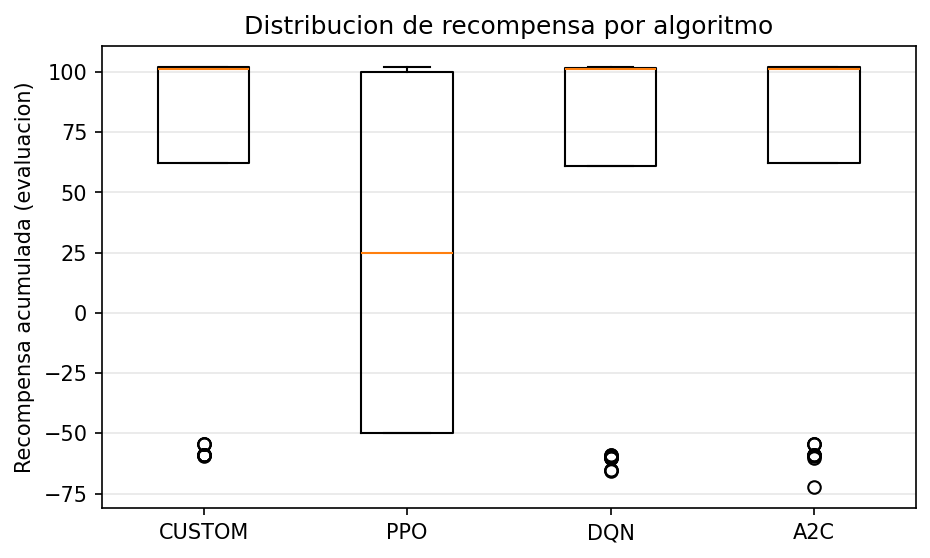 Distribucion de recompensa por algoritmo
Recompensa acumulada (evaluacion)
100
75
50
25
0
−25
−50
−75
CUSTOM PPO DQN A2C